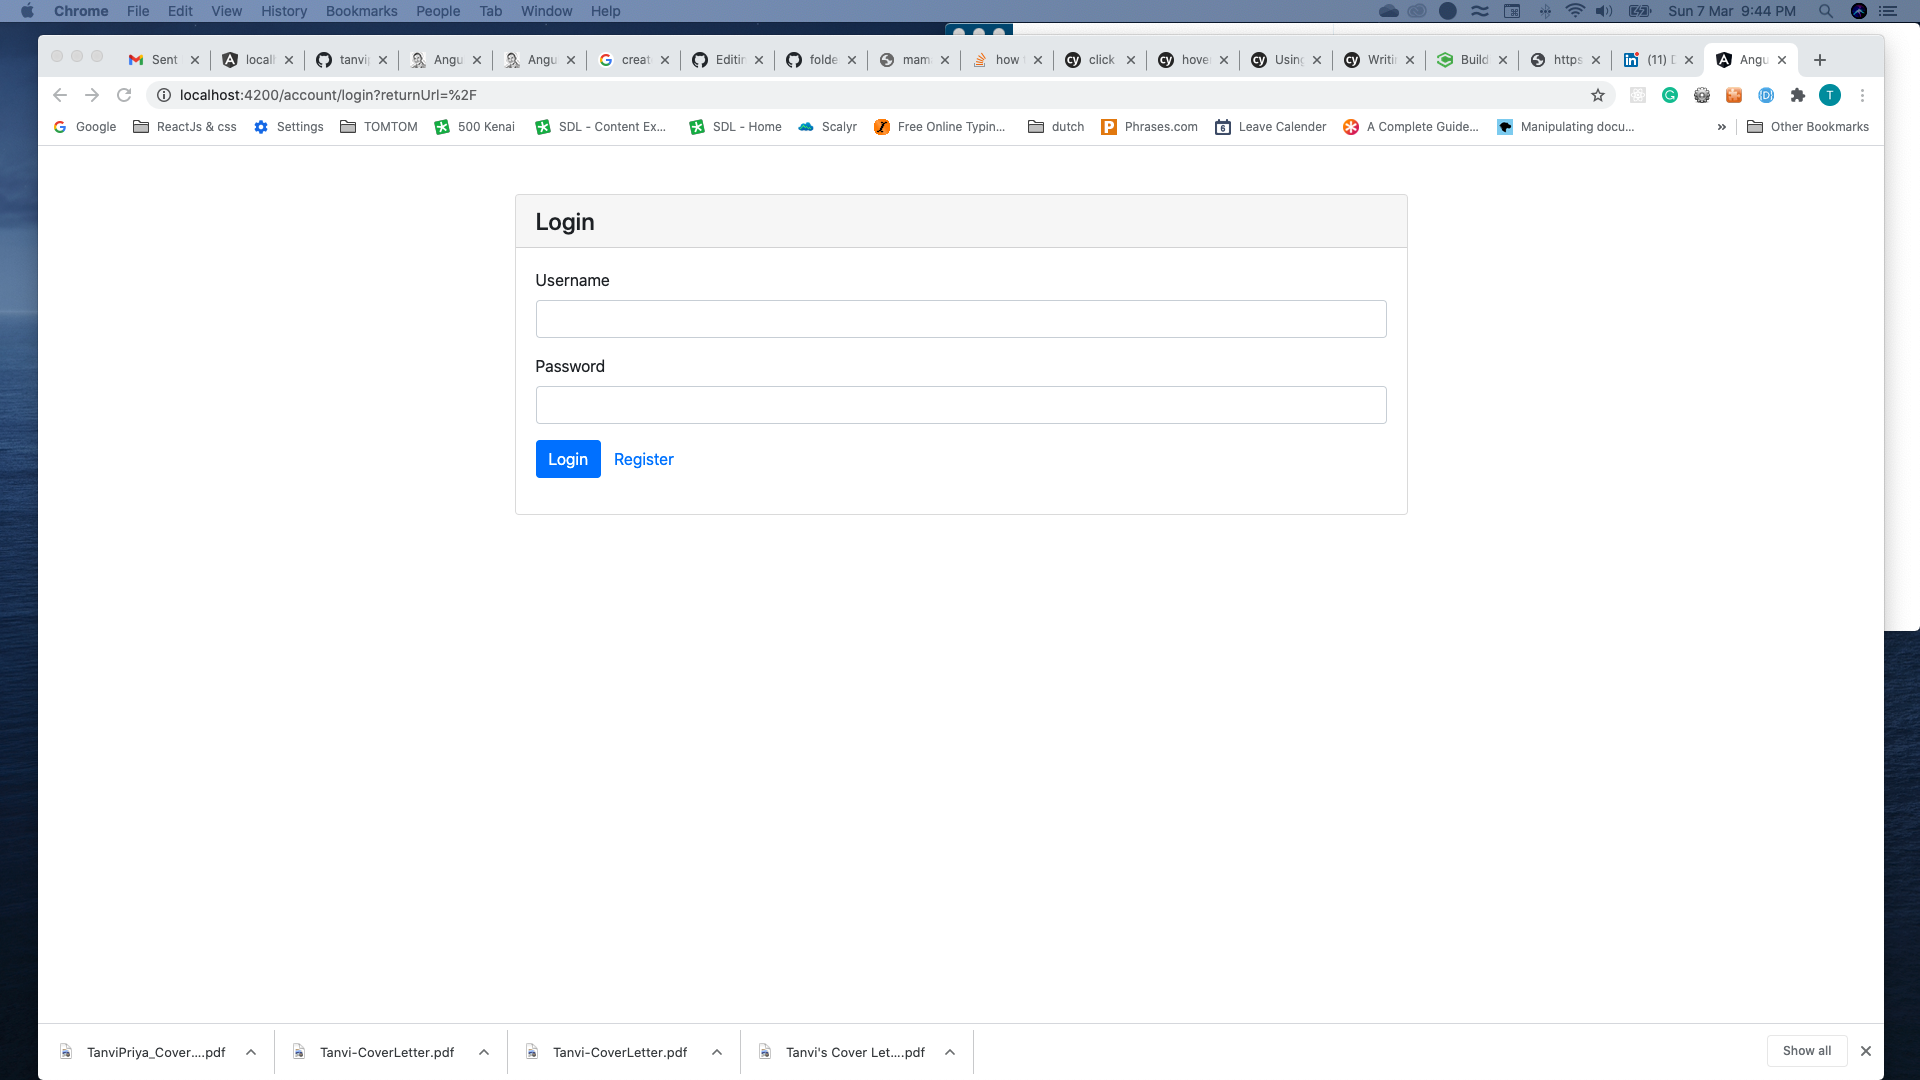 Chrome File Edit View History Bookmarks People Tab Window Help Sun 7 Mar 9:44 PM
Sent locall tanvi Angu Angu creat Editin folde mam how click hove Using Writi Build https (11) Angu
localhost:4200/account/login?returnUrl=%2F T
Google ReactJs & css Settings TOMTOM 500 Kenai SDL - Content Ex... SDL - Home Scalyr Free Online Typin... dutch Phrases.com Leave Calender A Complete Guide... Manipulating docu... » Other Bookmarks
Login
Username
Password
Login Register
TanviPriya_Cover....pdf Tanvi-CoverLetter.pdf Tanvi-CoverLetter.pdf Tanvi's Cover Let....pdf Show all